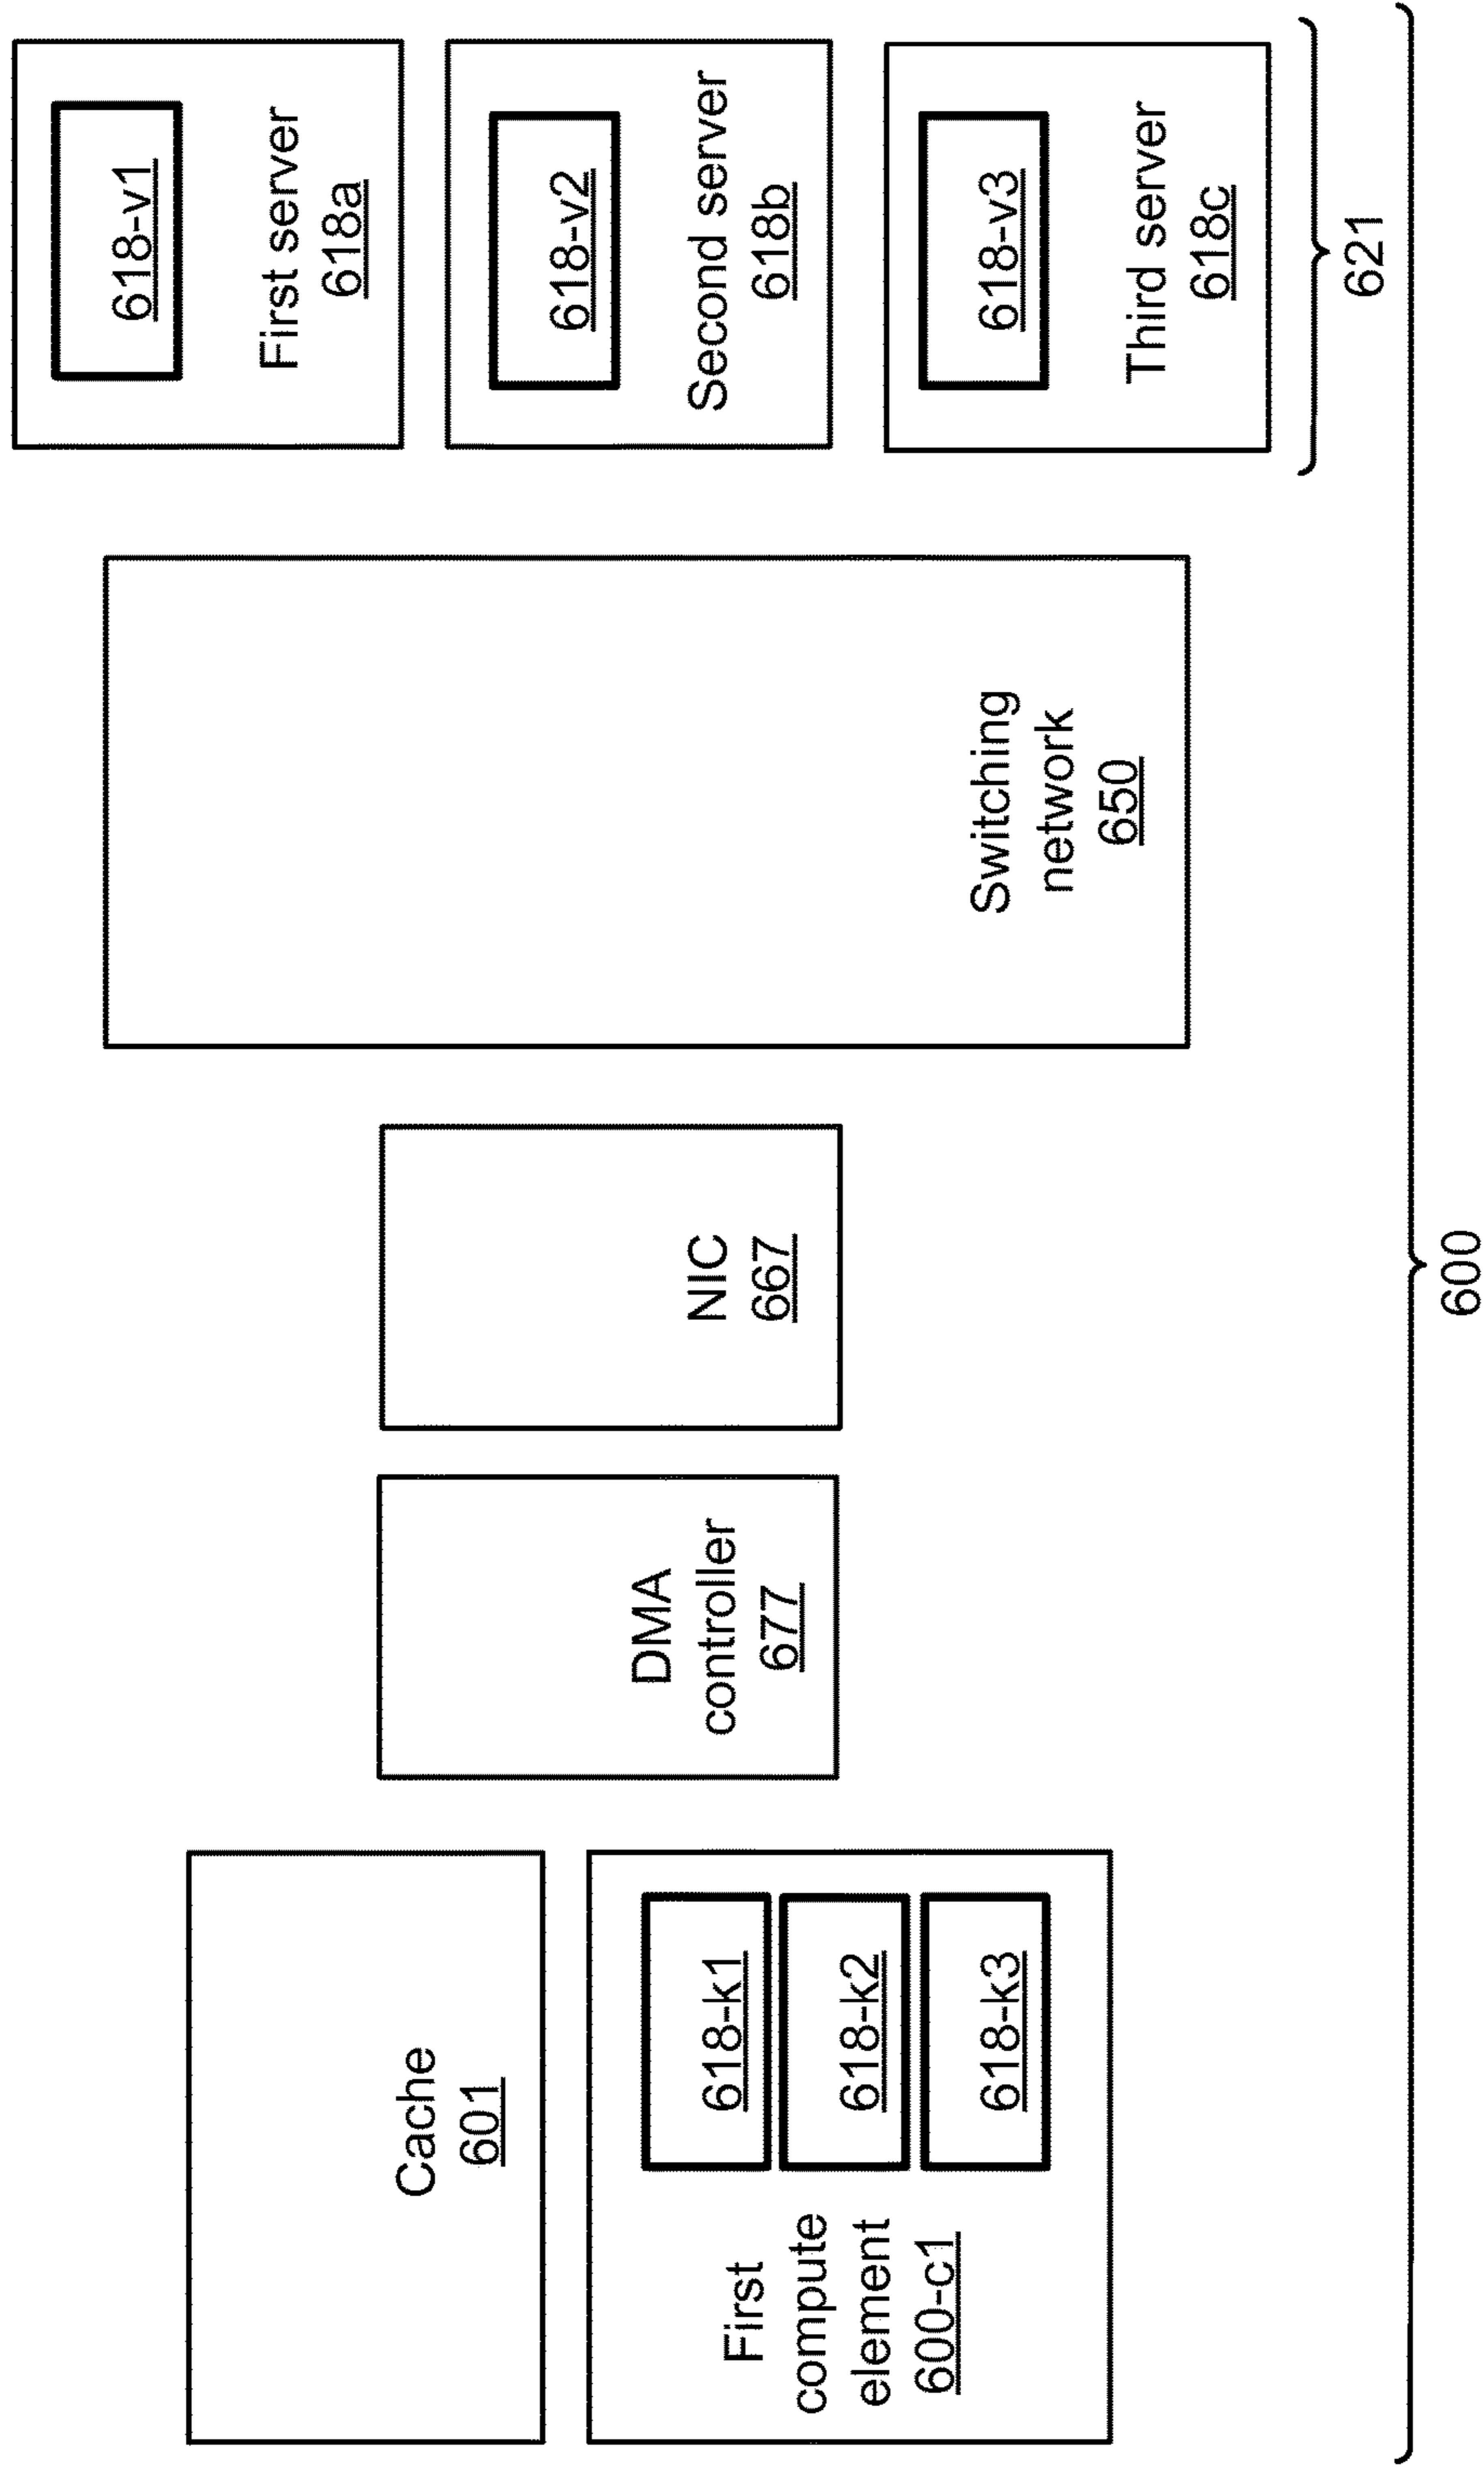 Cache
601
First
compute
element
600-c1
618-k1
618-k2
618-k3
DMA
controller
677
NIC
667
Switching
network
650
618-v1
First server
618a
618-v2
Second server
618b
618-v3
Third server
618c
621
600